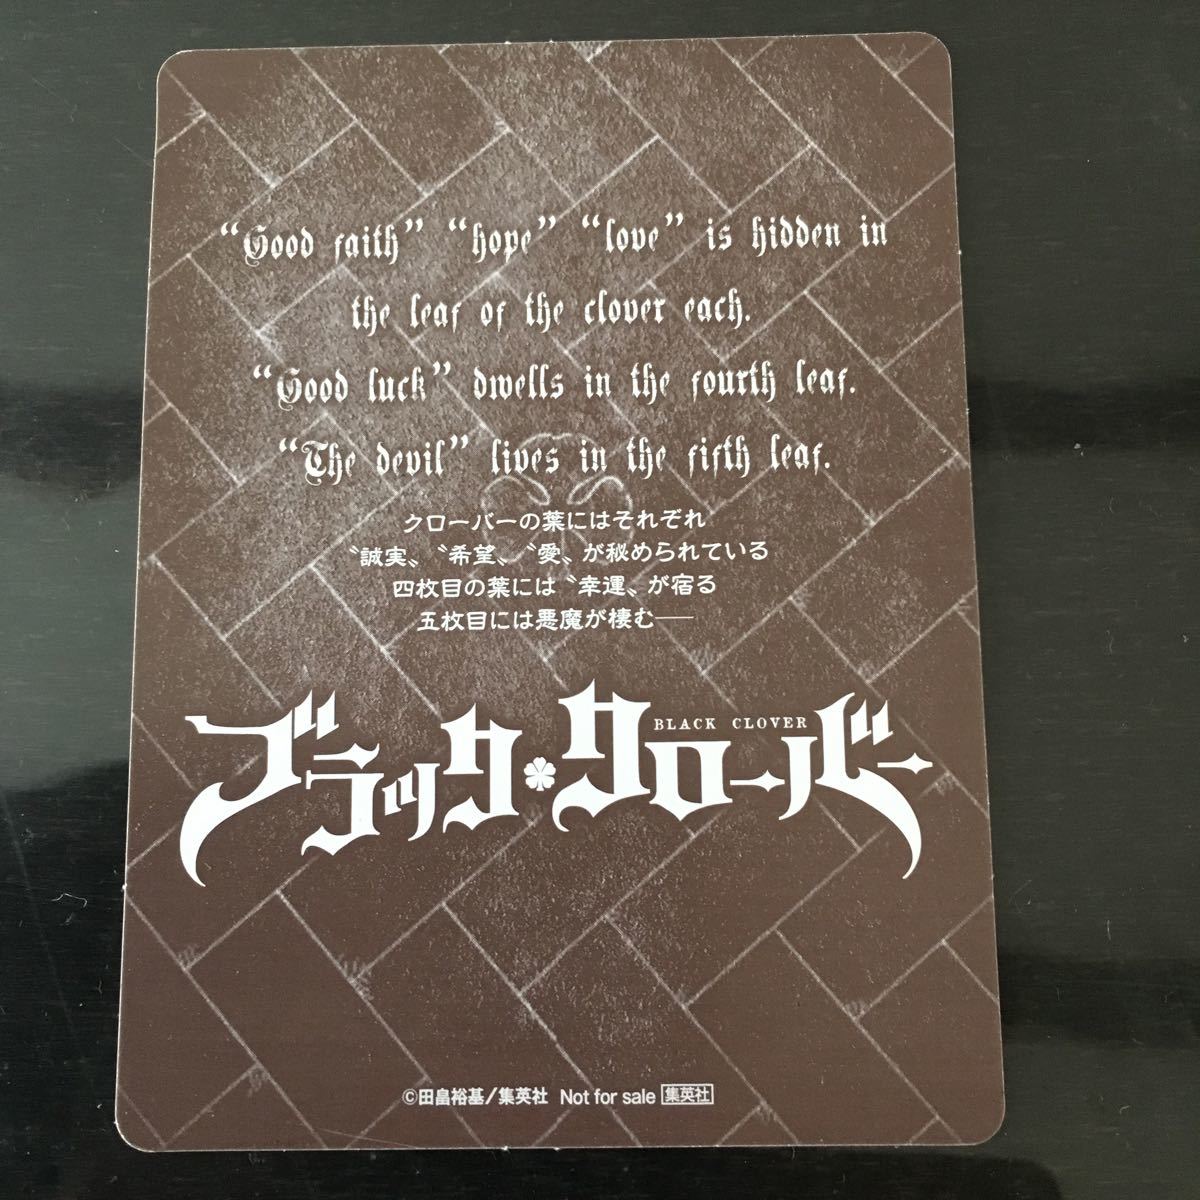 “Good faith” “hope” “love” is hidden in
the leaf of the clover each.
“Good luck” dwells in the fourth leaf.
“The devil” lives in the fifth leaf.
クローバーの葉にはそれぞれ
〝誠実〟〝希望〟〝愛〟が秘められている
四枚目の葉には〝幸運〟が宿る
五枚目には悪魔が棲む──
BLACK CLOVER
ブラック・クローバー
©田畠裕基／集英社 Not for sale 集英社